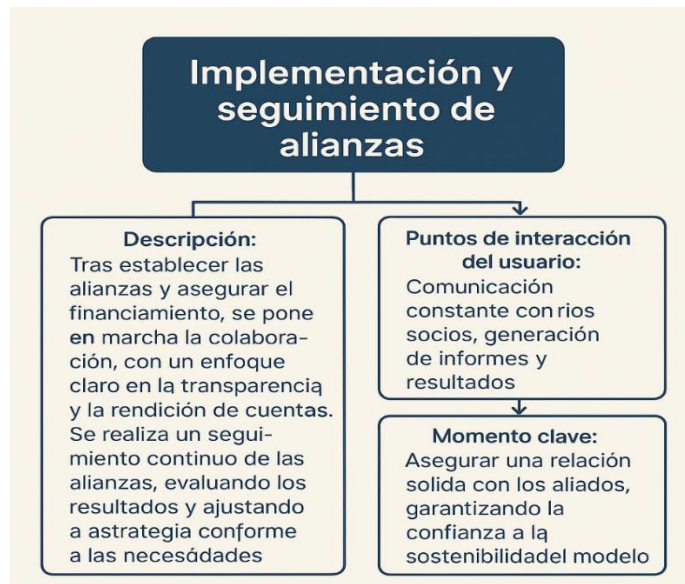 Implementación y
seguimiento de
alianzas
Descripción:
Tras establecer las
alianzas y asegurar el
financiamiento, se pone
en marcha la colabora-
ción, con un enfoque
claro en la transparencia
y la rendición de cuentas.
Se realiza un segui-
miento continuo de las
alianzas, evaluando los
resultados y ajustando
a astrategia conforme
a las necesádades
Puntos de interacción
del usuario:
Comunicación
constante con rios
socios, generación
de informes y
resultados
Momento clave:
Asegurar una relación
solida con los aliados,
garantizando la
confianza a la
sostenibilidadel modelo